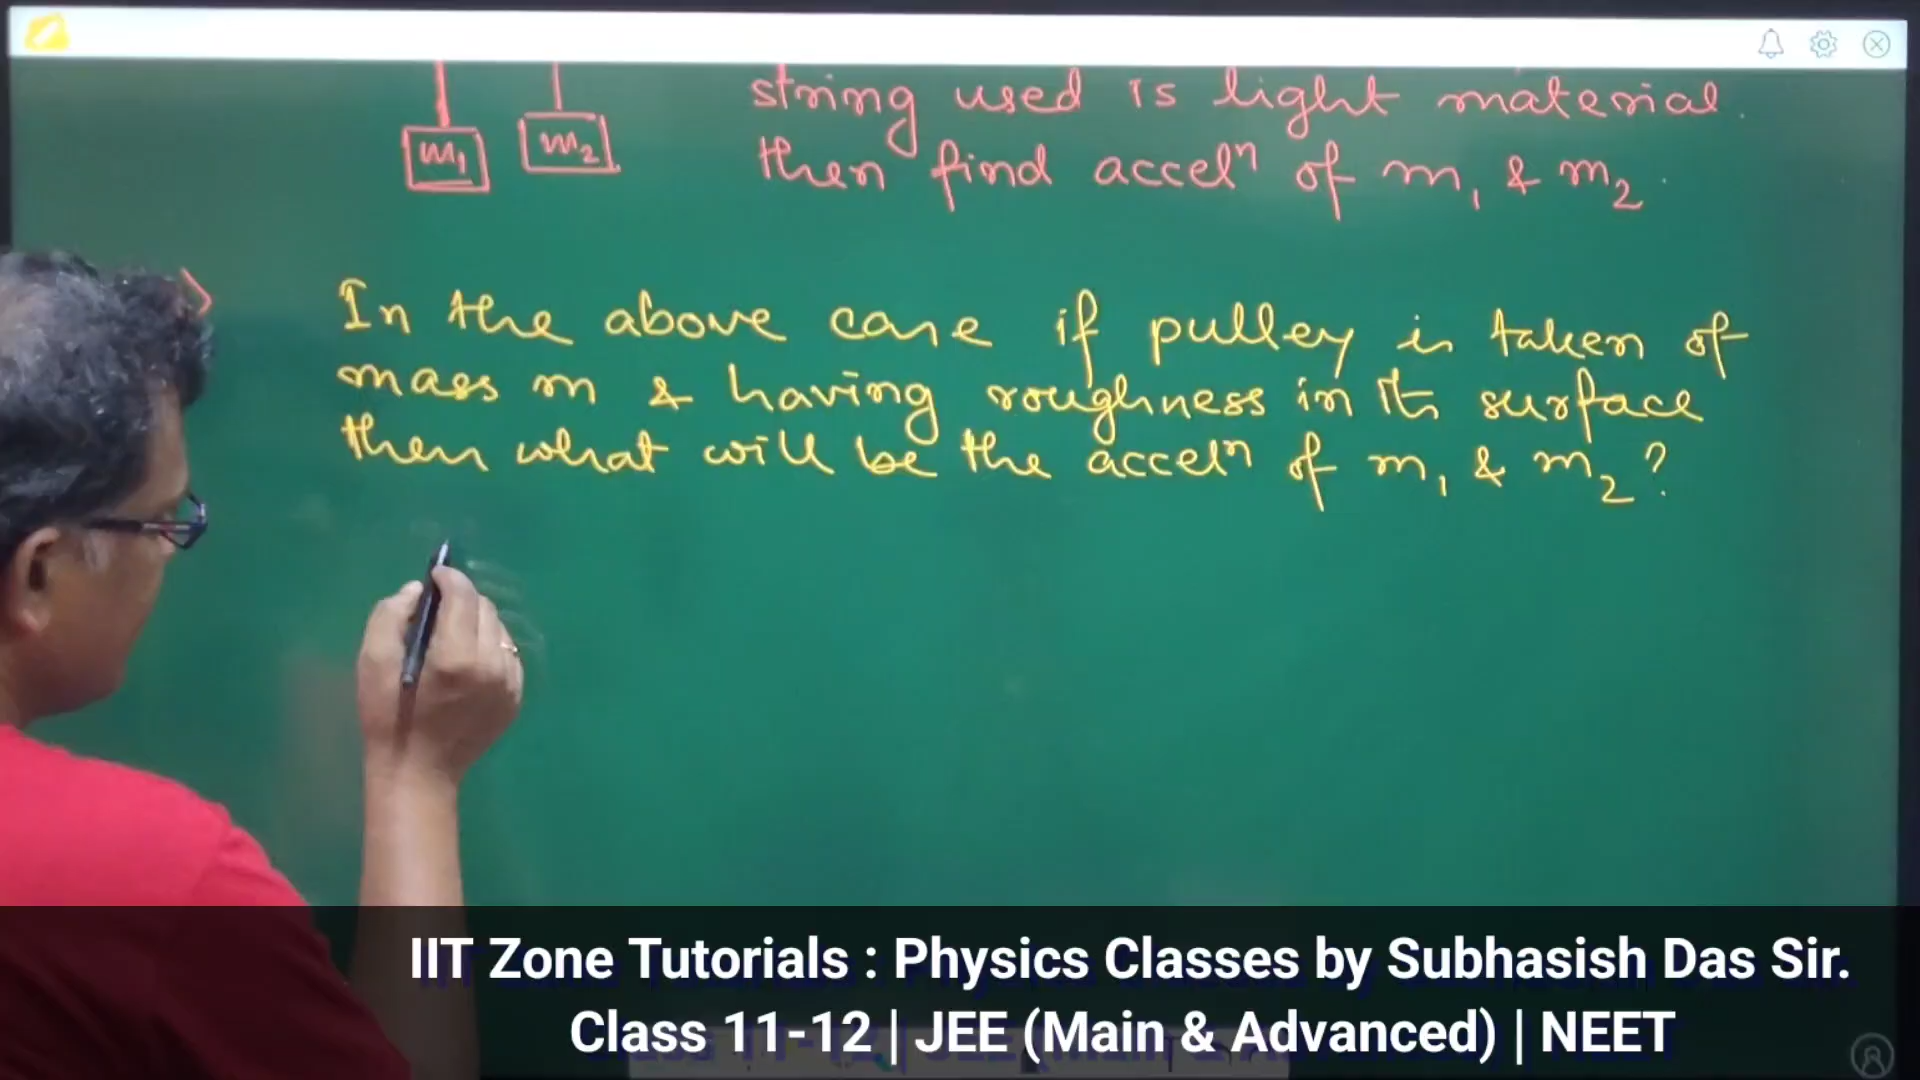 string used is light material.
m₁ m₂ then find accelⁿ of m₁ & m₂.
In the above case if pulley is taken of
mass m & having roughness in its surface
then what will be the accelⁿ of m₁ & m₂?
IIT Zone Tutorials : Physics Classes by Subhasish Das Sir.
Class 11-12 | JEE (Main & Advanced) | NEET